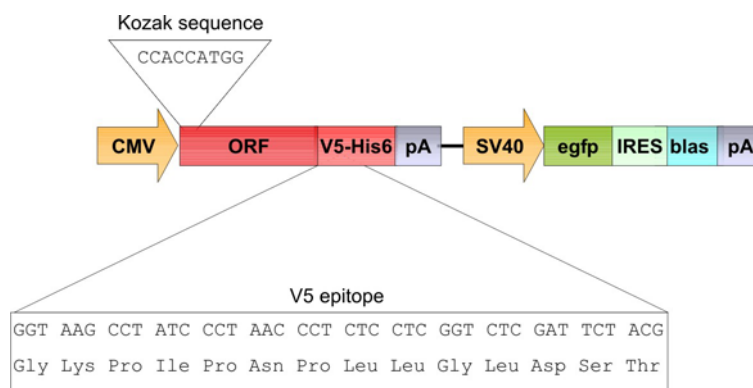 Kozak sequence
CCACCATGG
CMV ORF V5-His6 pA SV40 egfp IRES blas pA
V5 epitope
GGT AAG CCT ATC CCT AAC CCT CTC CTC GGT CTC GAT TCT ACG
Gly Lys Pro Ile Pro Asn Pro Leu Leu Gly Leu Asp Ser Thr